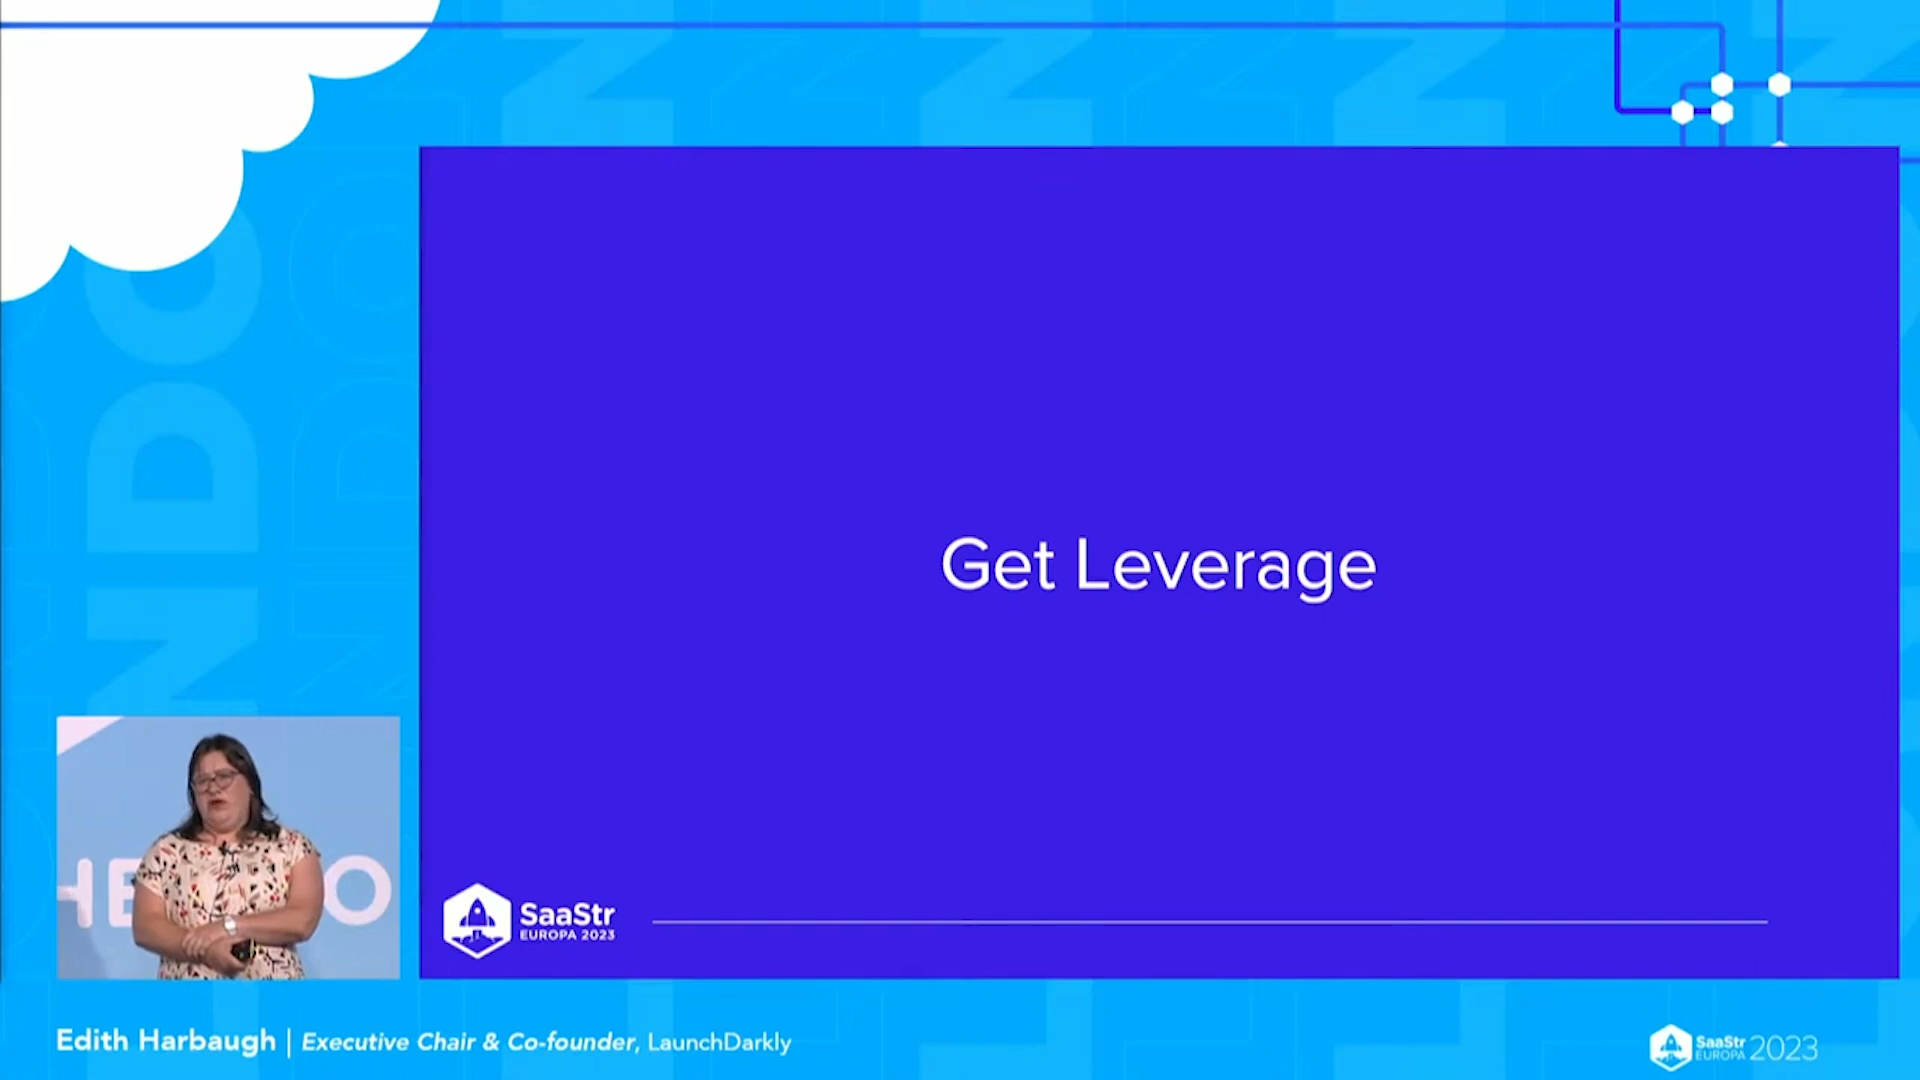 Get Leverage
SaaStr
EUROPA 2023
Edith Harbaugh | Executive Chair & Co-founder, LaunchDarkly
SaaStr
EUROPA 2023